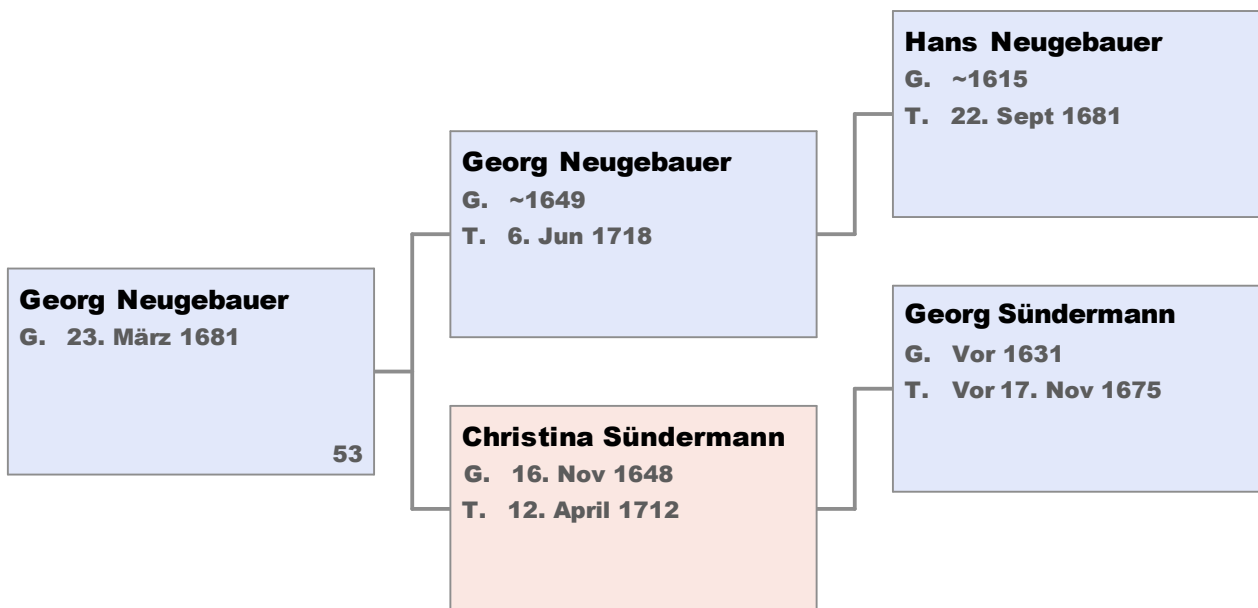 Georg Neugebauer
G. 23. März 1681
53
Georg Neugebauer
G. ~1649
T. 6. Jun 1718
Christina Sündermann
G. 16. Nov 1648
T. 12. April 1712
Hans Neugebauer
G. ~1615
T. 22. Sept 1681
Georg Sündermann
G. Vor 1631
T. Vor 17. Nov 1675